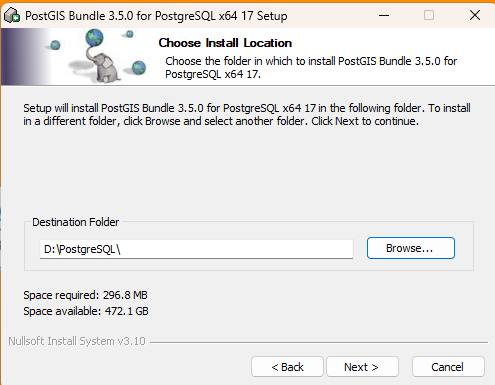 PostGIS Bundle 3.5.0 for PostgreSQL x64 17 Setup
Choose Install Location
Choose the folder in which to install PostGIS Bundle 3.5.0 for
PostgreSQL x64 17.
Setup will install PostGIS Bundle 3.5.0 for PostgreSQL x64 17 in the following folder. To install
in a different folder, click Browse and select another folder. Click Next to continue.
Destination Folder
D:\PostgreSQL\
Browse...
Space required: 296.8 MB
Space available: 472.1 GB
Nullsoft Install System v3.10
< Back
Next >
Cancel